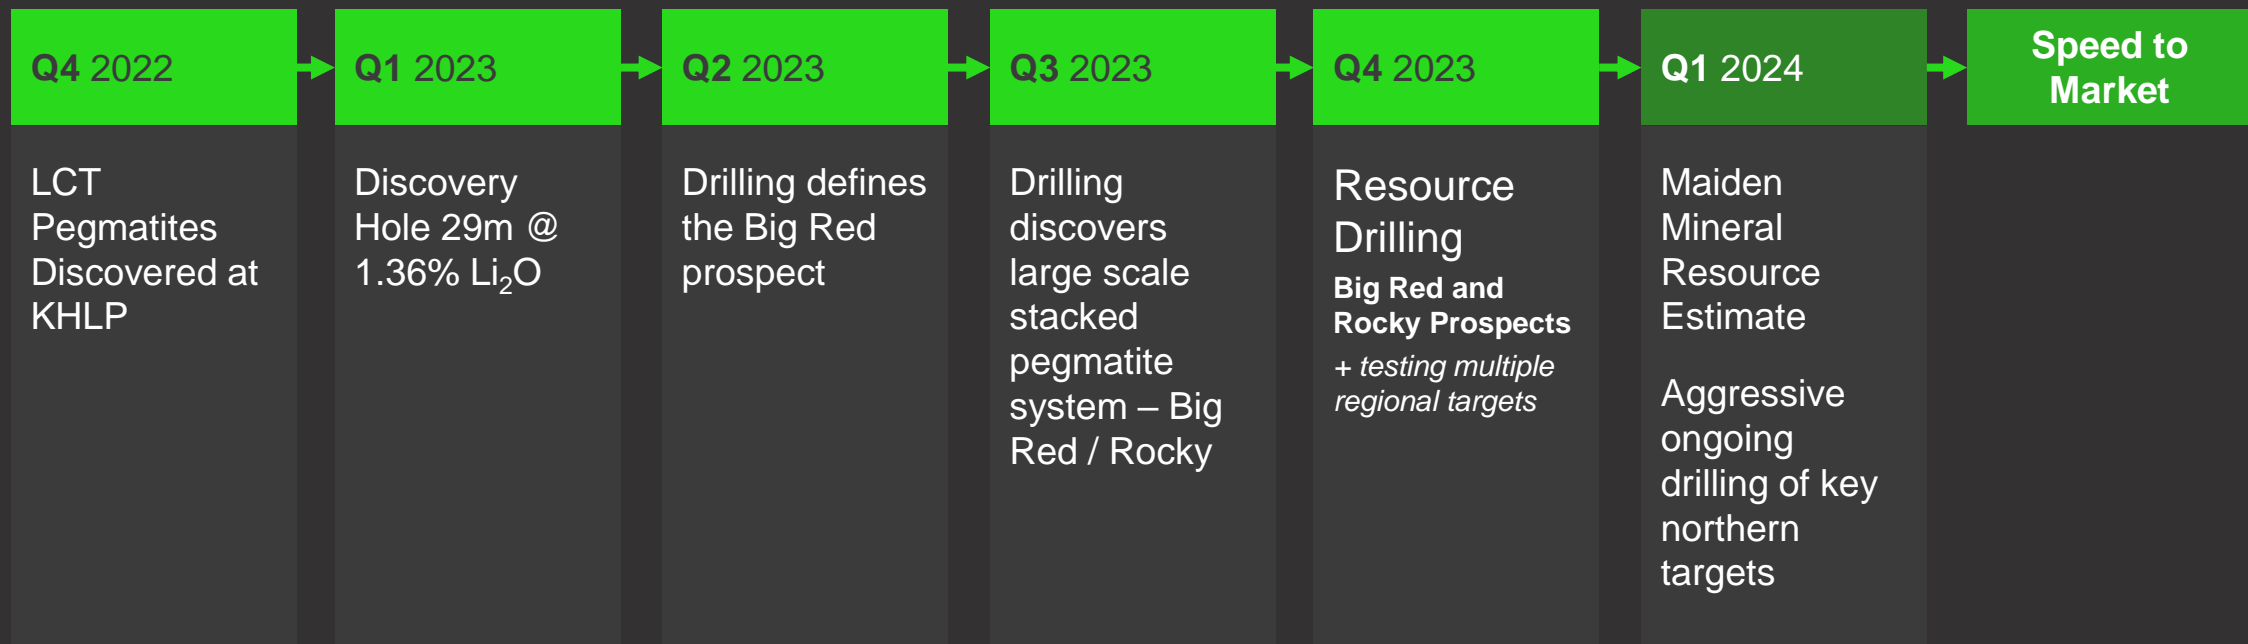 Q4 2022
LCT
Pegmatites
Discovered at
KHLP
Q1 2023
Discovery
Hole 29m @
1.36% Li₂O
Q2 2023
Drilling defines
the Big Red
prospect
Q3 2023
Drilling
discovers
large scale
stacked
pegmatite
system – Big
Red / Rocky
Q4 2023
Resource
Drilling
Big Red and
Rocky Prospects
+ testing multiple
regional targets
Q1 2024
Maiden
Mineral
Resource
Estimate
Aggressive
ongoing
drilling of key
northern
targets
Speed to
Market